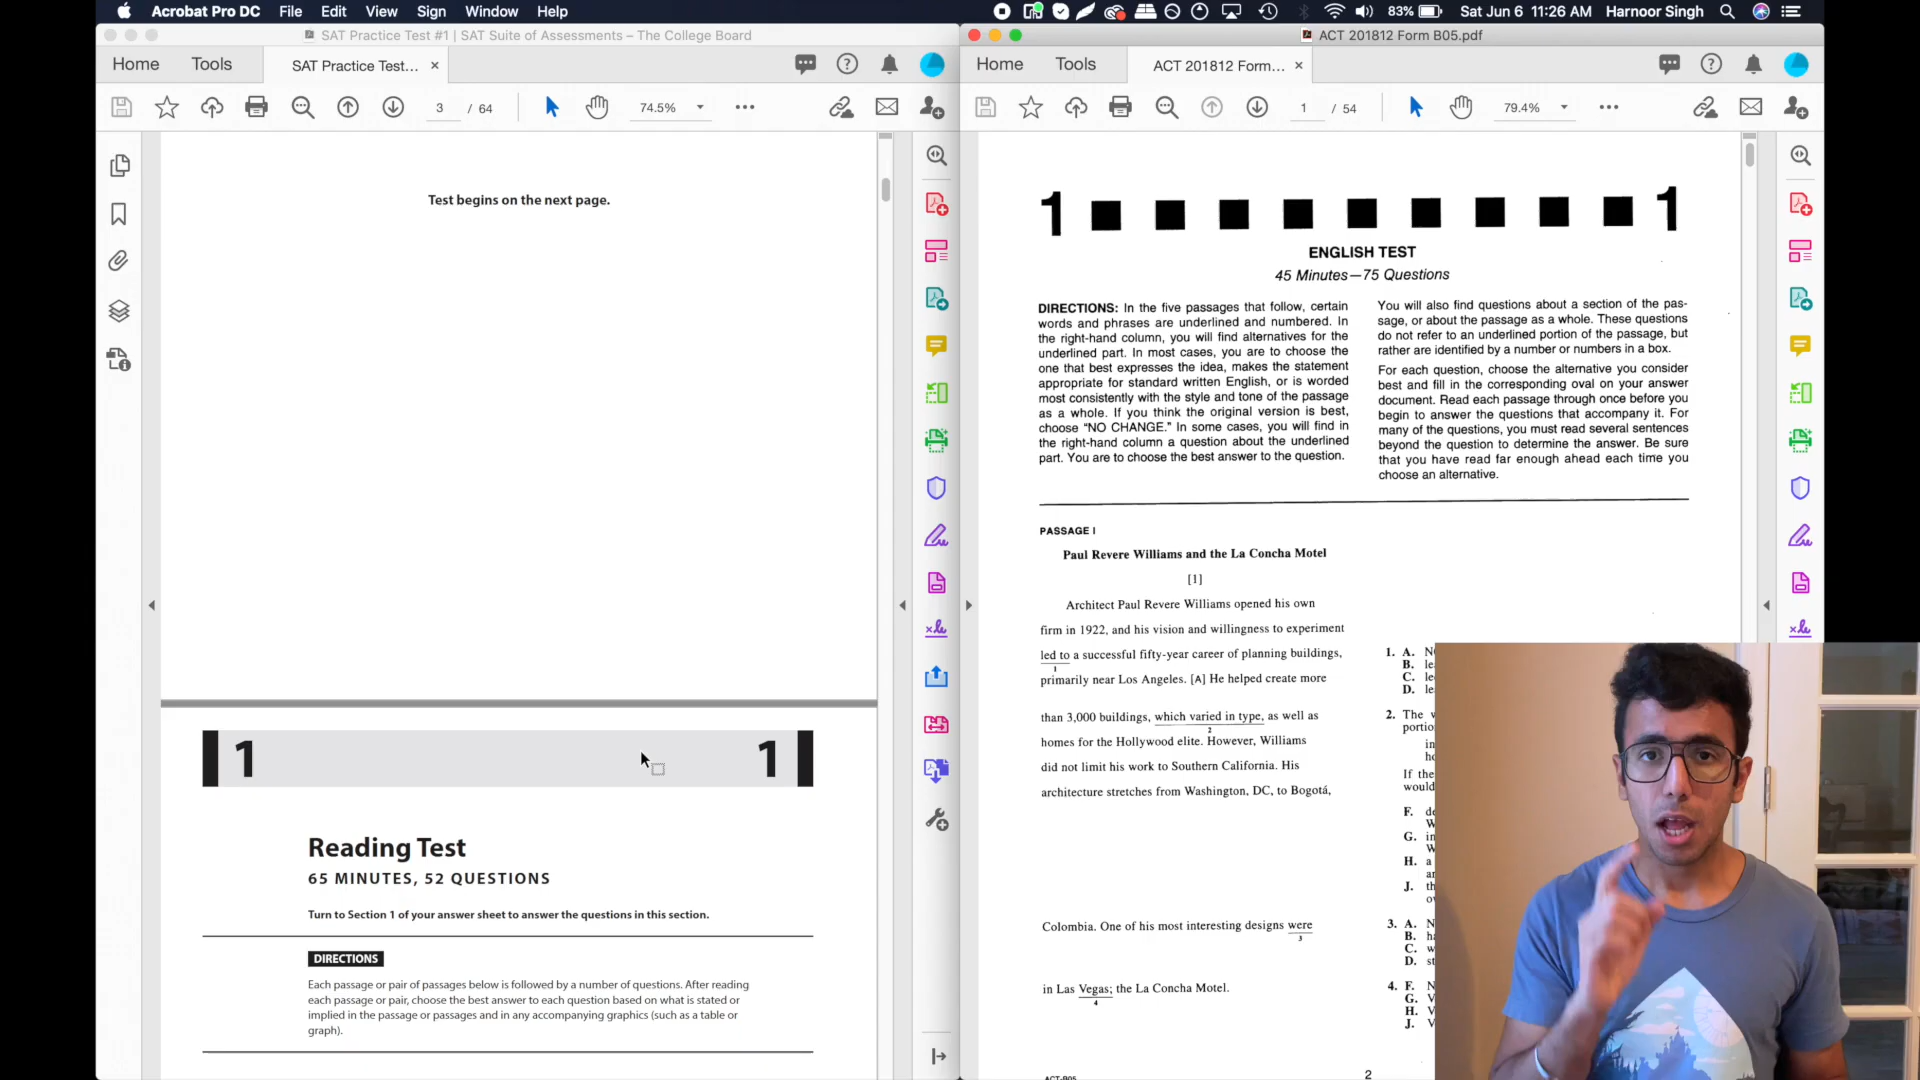 Acrobat Pro DC File Edit View Sign Window Help
83% Sat Jun 6 11:26 AM Harnoor Singh
SAT Practice Test #1 | SAT Suite of Assessments – The College Board
Home Tools SAT Practice Test... ×
3 / 64 74.5%
Test begins on the next page.
1 1
Reading Test
65 MINUTES, 52 QUESTIONS
Turn to Section 1 of your answer sheet to answer the questions in this section.
DIRECTIONS
Each passage or pair of passages below is followed by a number of questions. After reading
each passage or pair, choose the best answer to each question based on what is stated or
implied in the passage or passages and in any accompanying graphics (such as a table or
graph).
ACT 201812 Form B05.pdf
Home Tools ACT 201812 Form... ×
1 / 54 79.4%
1 1
ENGLISH TEST
45 Minutes—75 Questions
DIRECTIONS: In the five passages that follow, certain
words and phrases are underlined and numbered. In
the right-hand column, you will find alternatives for the
underlined part. In most cases, you are to choose the
one that best expresses the idea, makes the statement
appropriate for standard written English, or is worded
most consistently with the style and tone of the passage
as a whole. If you think the original version is best,
choose “NO CHANGE.” In some cases, you will find in
the right-hand column a question about the underlined
part. You are to choose the best answer to the question.
You will also find questions about a section of the pas-
sage, or about the passage as a whole. These questions
do not refer to an underlined portion of the passage, but
rather are identified by a number or numbers in a box.
For each question, choose the alternative you consider
best and fill in the corresponding oval on your answer
document. Read each passage through once before you
begin to answer the questions that accompany it. For
many of the questions, you must read several sentences
beyond the question to determine the answer. Be sure
that you have read far enough ahead each time you
choose an alternative.
PASSAGE I
Paul Revere Williams and the La Concha Motel
[1]
Architect Paul Revere Williams opened his own
firm in 1922, and his vision and willingness to experiment
led to a successful fifty-year career of planning buildings,
1
primarily near Los Angeles. [A] He helped create more
than 3,000 buildings, which varied in type, as well as
2
homes for the Hollywood elite. However, Williams
did not limit his work to Southern California. His
architecture stretches from Washington, DC, to Bogotá,
Colombia. One of his most interesting designs were
3
in Las Vegas; the La Concha Motel.
4
1. A.
B.
C.
D.
2. The
If the
would
F.
G.
H. a
J.
3. A.
B.
C.
D.
4. F.
G.
H.
J.
ACT-B05
2